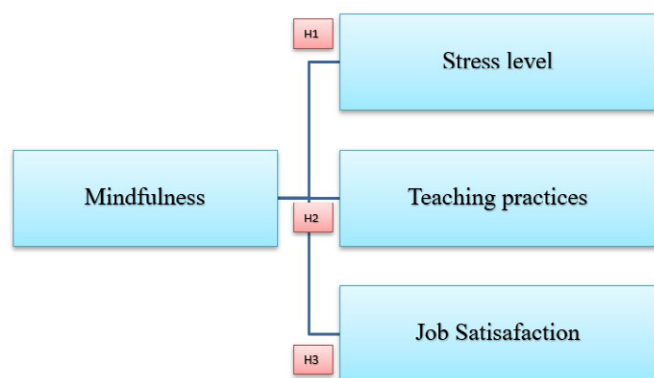 H1
Stress level
Mindfulness
Teaching practices
H2
Job Satisafaction
H3